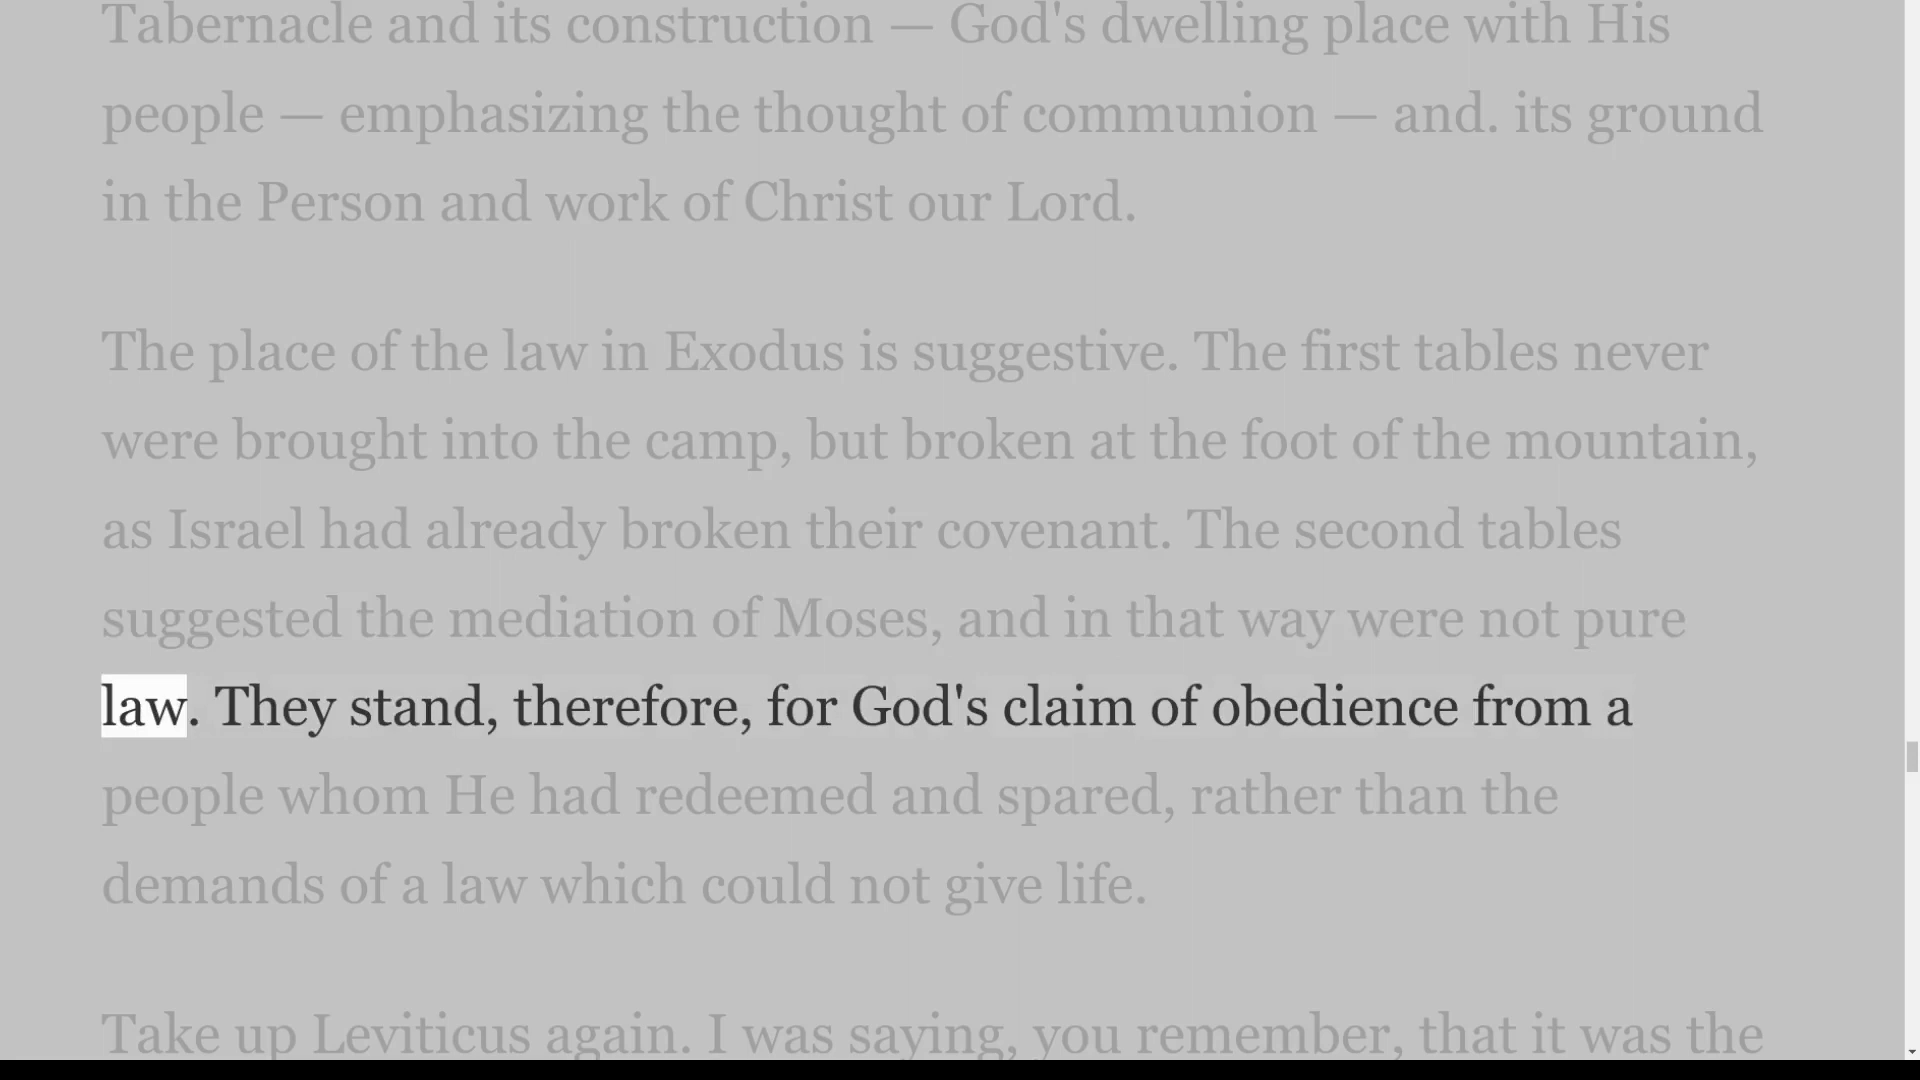 Tabernacle and its construction — God's dwelling place with His
people — emphasizing the thought of communion — and. its ground
in the Person and work of Christ our Lord.
The place of the law in Exodus is suggestive. The first tables never
were brought into the camp, but broken at the foot of the mountain,
as Israel had already broken their covenant. The second tables
suggested the mediation of Moses, and in that way were not pure
law. They stand, therefore, for God's claim of obedience from a
people whom He had redeemed and spared, rather than the
demands of a law which could not give life.
Take up Leviticus again. I was saying, you remember, that it was the